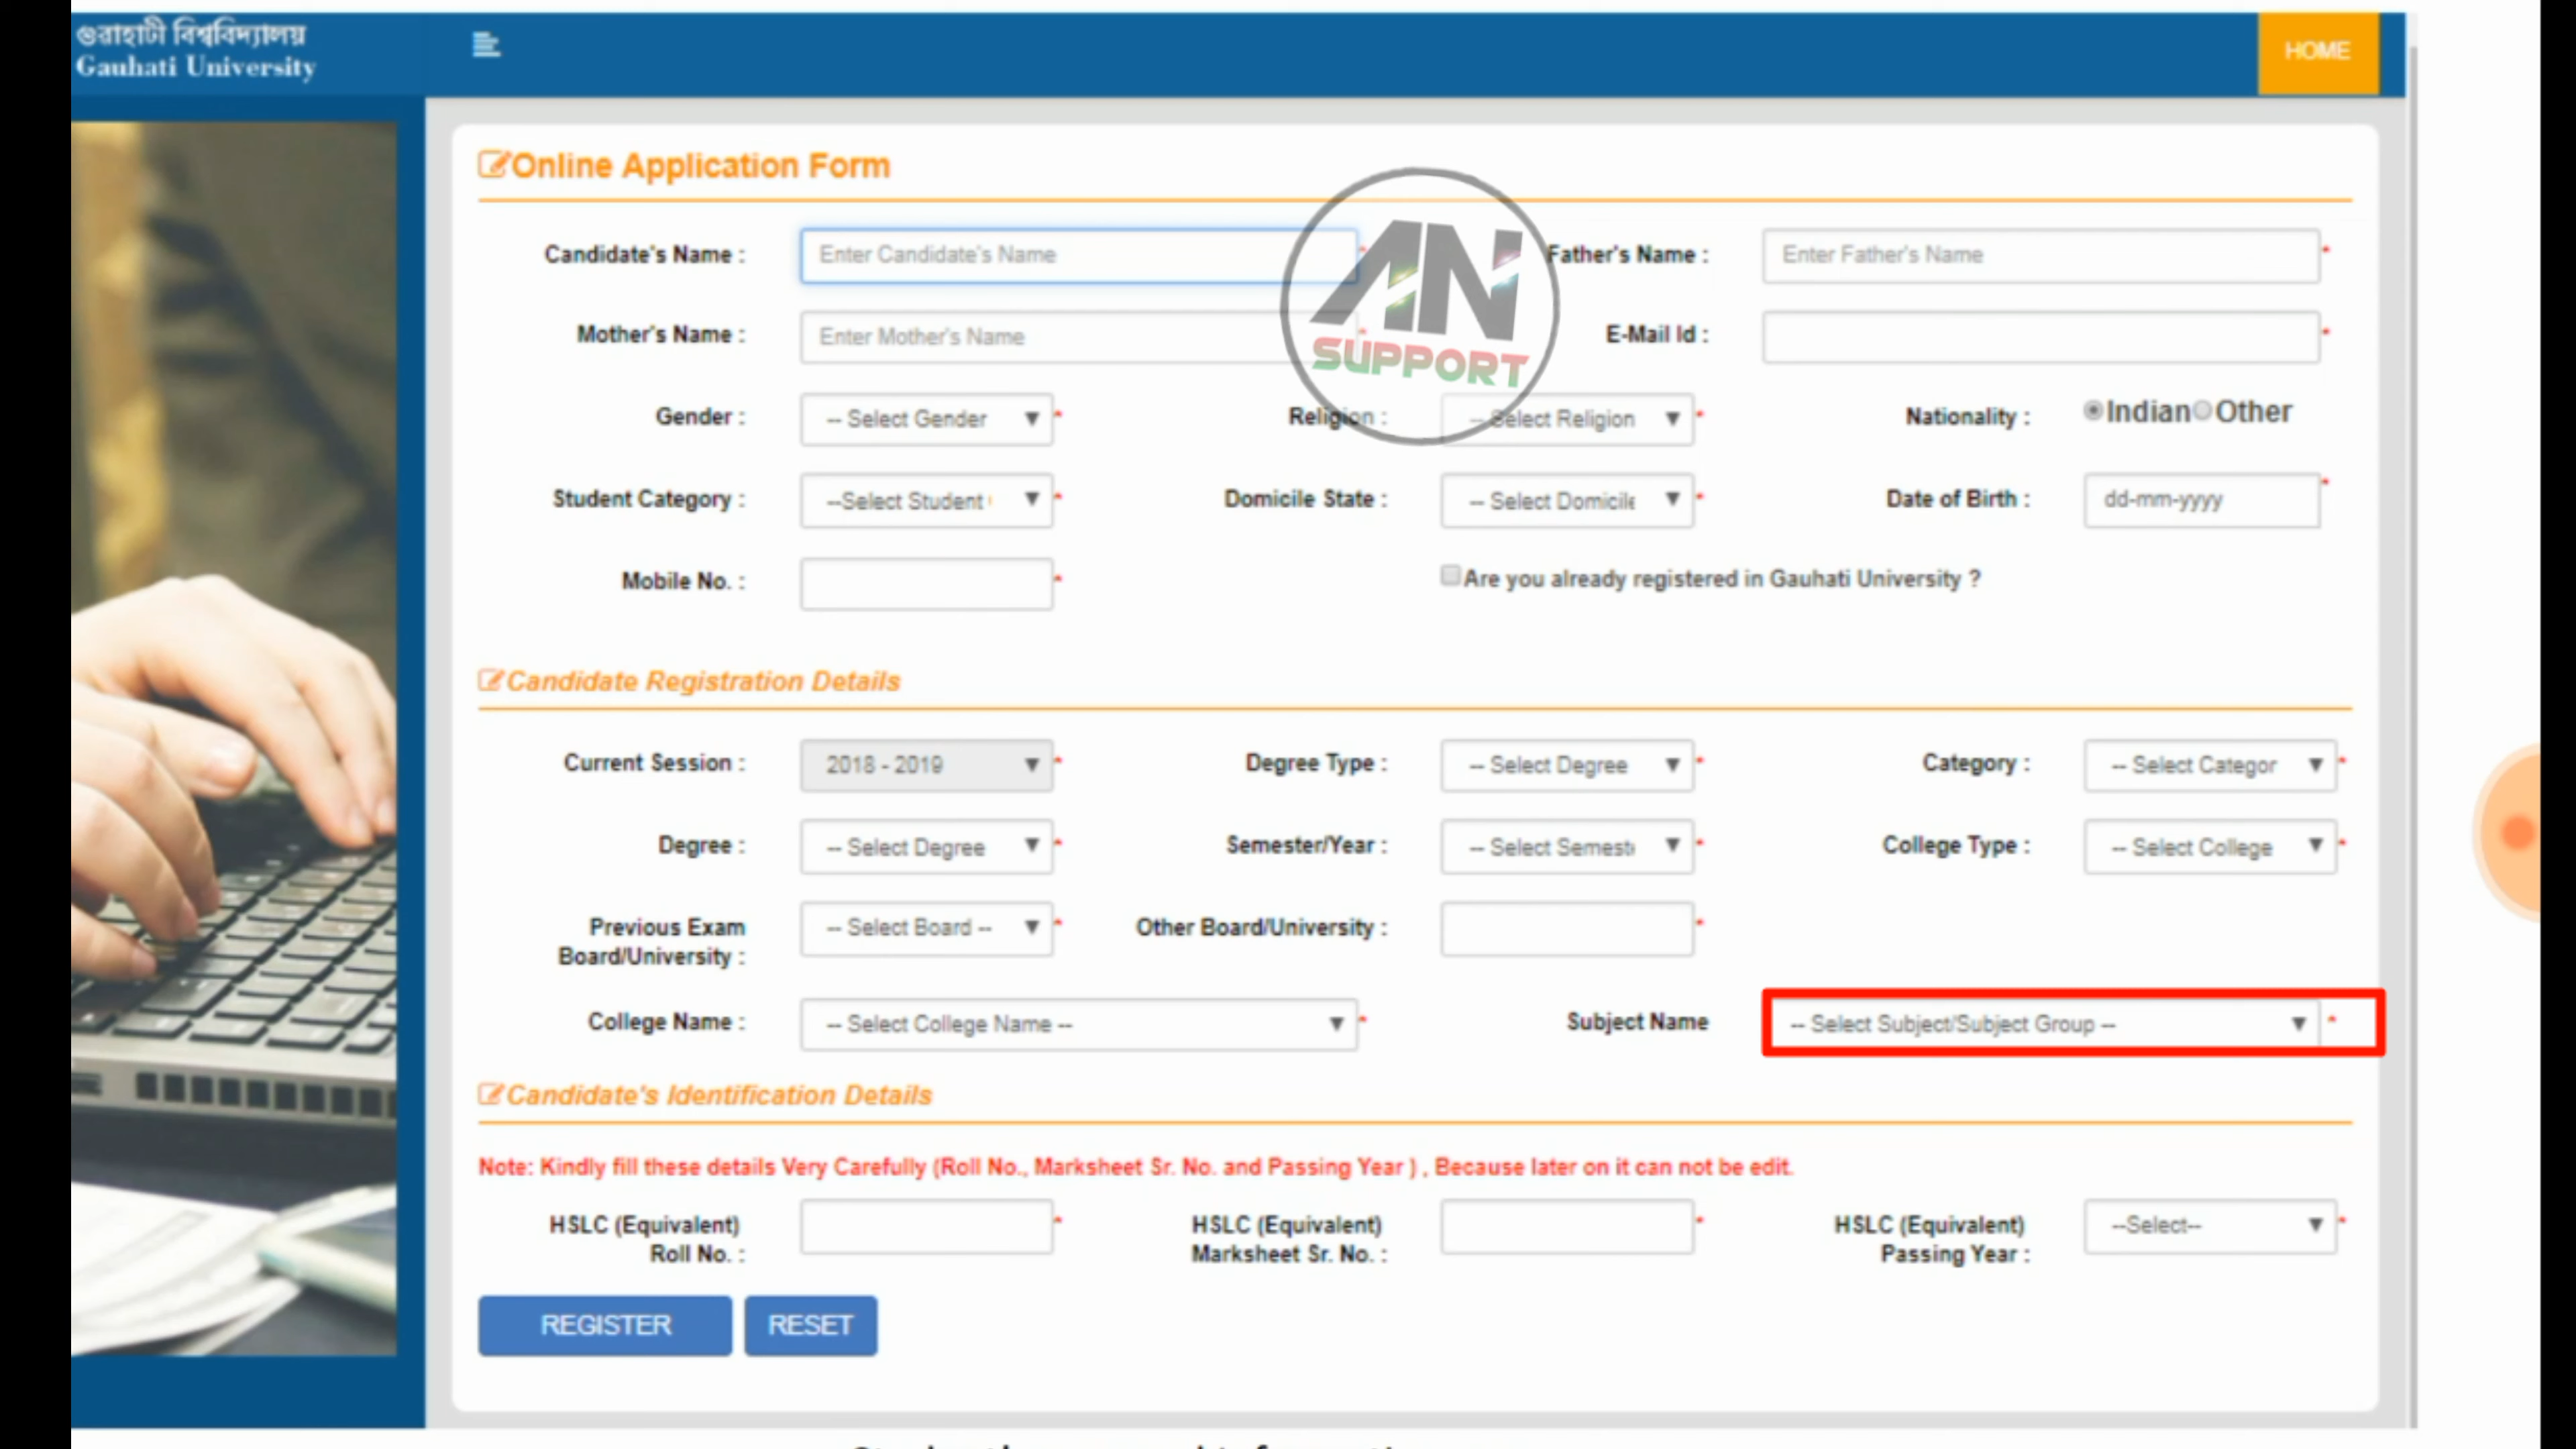 গুৱাহাটী বিশ্ববিদ্যালয়
Gauhati University
HOME
Online Application Form
Candidate's Name : Enter Candidate's Name * Father's Name : Enter Father's Name *
Mother's Name : Enter Mother's Name * E-Mail Id : *
AN
SUPPORT
Gender : -- Select Gender * Religion : -- Select Religion * Nationality : Indian Other
Student Category : --Select Student * Domicile State : -- Select Domicile * Date of Birth : dd-mm-yyyy *
Mobile No. : * Are you already registered in Gauhati University ?
Candidate Registration Details
Current Session : 2018 - 2019 * Degree Type : -- Select Degree * Category : -- Select Categor *
Degree : -- Select Degree * Semester/Year : -- Select Semest * College Type : -- Select College *
Previous Exam -- Select Board -- * Other Board/University : *
Board/University :
College Name : -- Select College Name -- * Subject Name -- Select Subject/Subject Group -- *
Candidate's Identification Details
Note: Kindly fill these details Very Carefully (Roll No., Marksheet Sr. No. and Passing Year ) , Because later on it can not be edit.
HSLC (Equivalent) * HSLC (Equivalent) * HSLC (Equivalent) --Select-- *
Roll No. : Marksheet Sr. No. : Passing Year :
REGISTER RESET